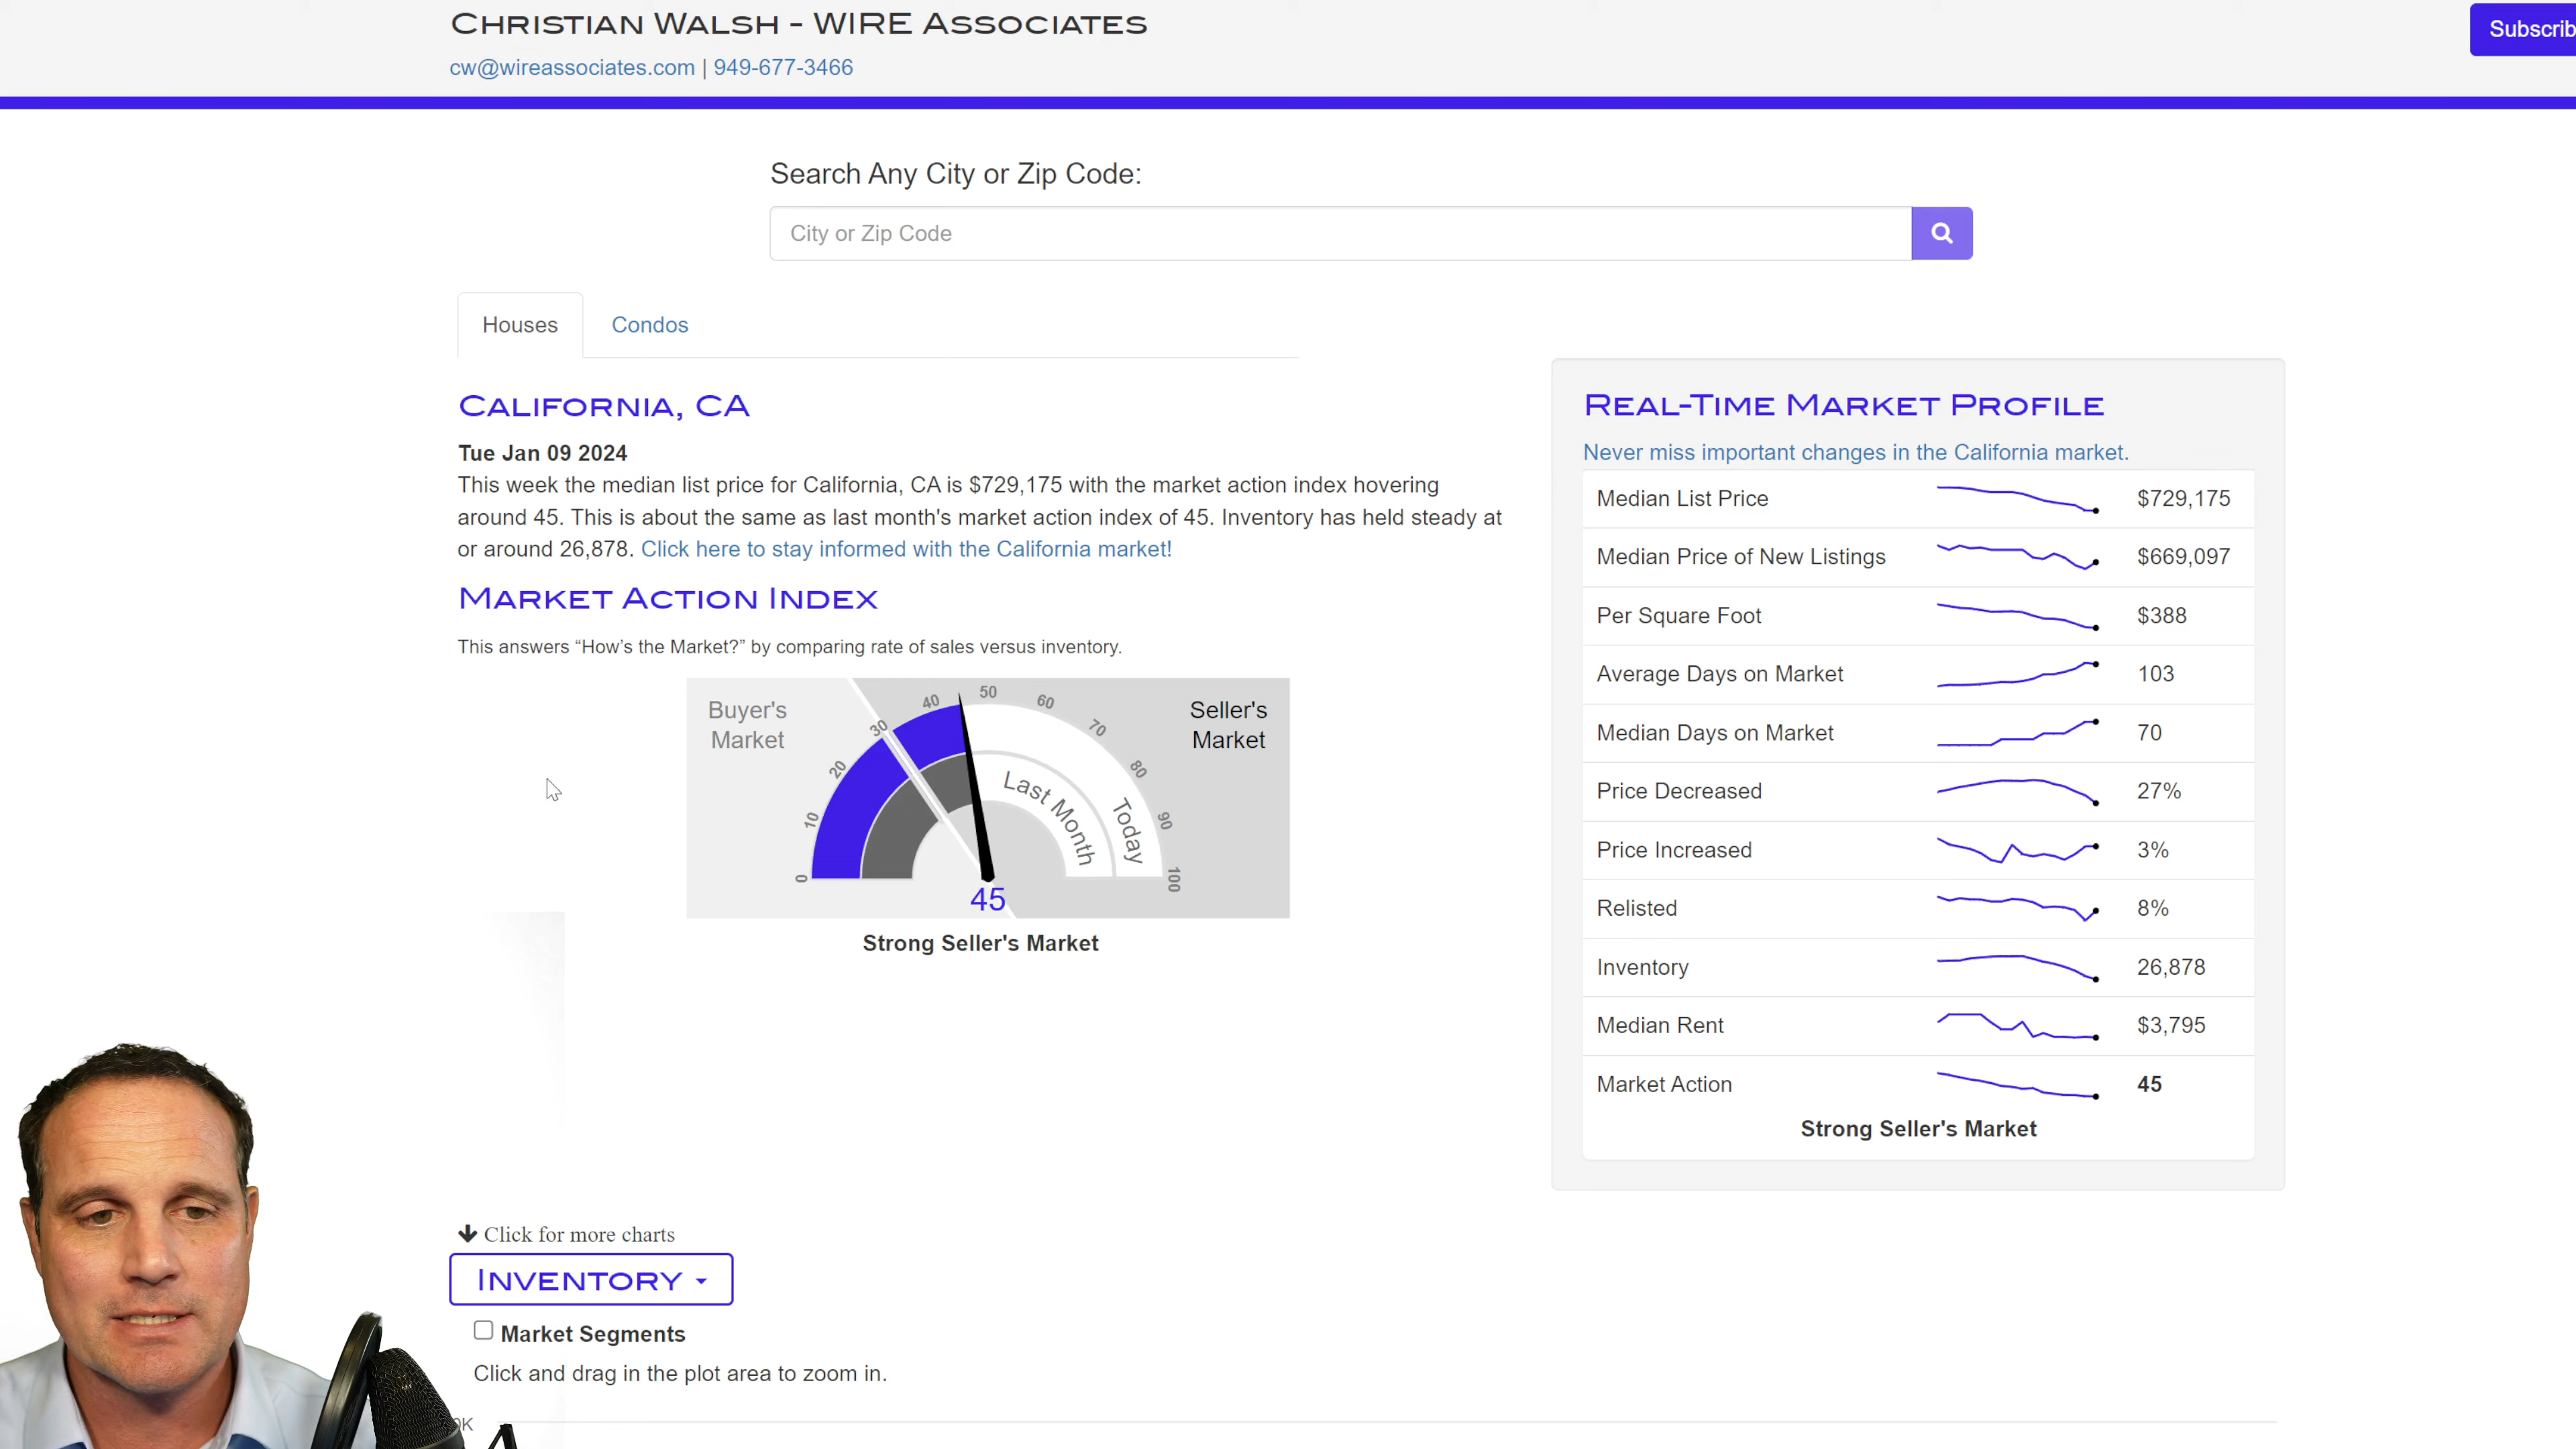 Christian Walsh - WIRE Associates
cw@wireassociates.com | 949-677-3466
Subscrib
Search Any City or Zip Code:
City or Zip Code
Houses
Condos
California, CA
Tue Jan 09 2024
This week the median list price for California, CA is $729,175 with the market action index hovering
around 45. This is about the same as last month's market action index of 45. Inventory has held steady at
or around 26,878. Click here to stay informed with the California market!
Market Action Index
This answers “How’s the Market?” by comparing rate of sales versus inventory.
Buyer's
Market
Seller's
Market
0
10
20
30
40
50
60
70
80
90
100
Last Month
Today
45
Strong Seller's Market
Real-Time Market Profile
Never miss important changes in the California market.
Median List Price $729,175
Median Price of New Listings $669,097
Per Square Foot $388
Average Days on Market 103
Median Days on Market 70
Price Decreased 27%
Price Increased 3%
Relisted 8%
Inventory 26,878
Median Rent $3,795
Market Action 45
Strong Seller's Market
Click for more charts
Inventory
Market Segments
Click and drag in the plot area to zoom in.